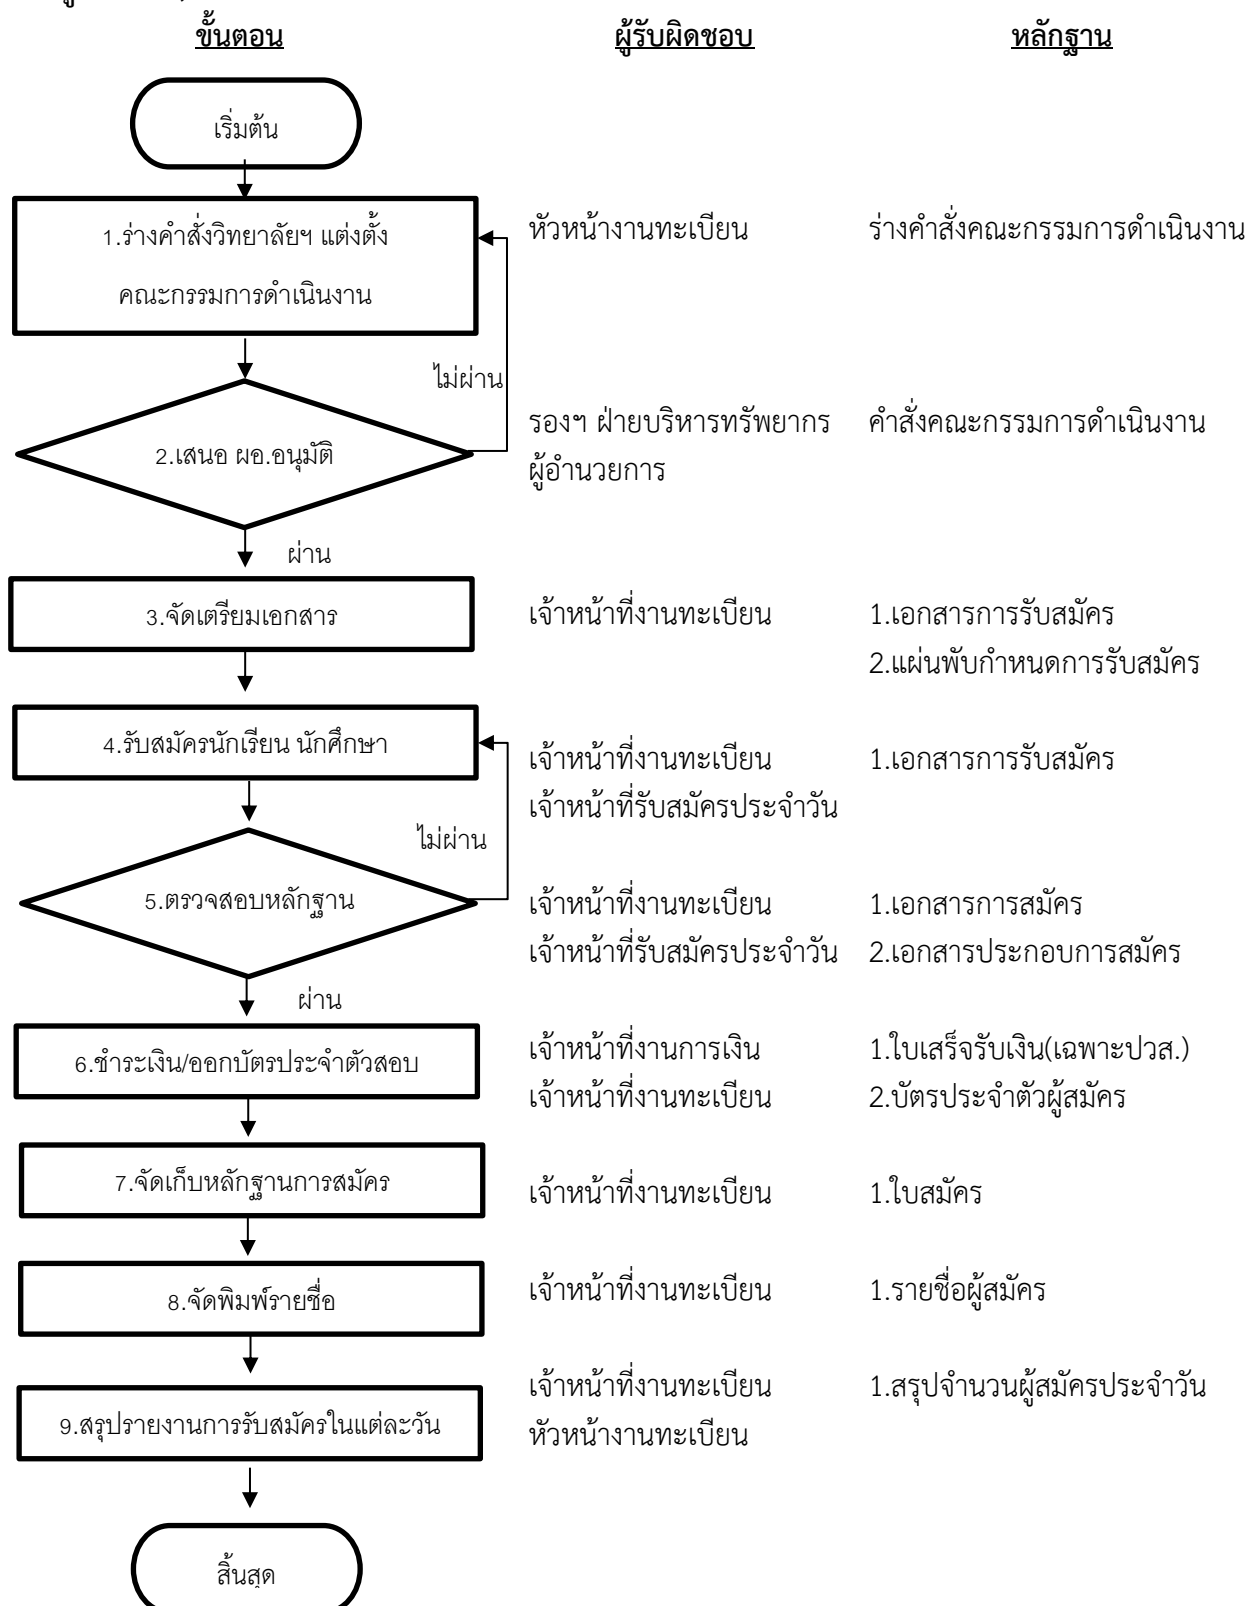 ขั้นตอน ผู้รับผิดชอบ หลักฐาน
เริ่มต้น
1.ร่างคำสั่งวิทยาลัยฯ แต่งตั้ง
คณะกรรมการดำเนินงาน
หัวหน้างานทะเบียน ร่างคำสั่งคณะกรรมการดำเนินงาน
ไม่ผ่าน
2.เสนอ ผอ.อนุมัติ
รองฯ ฝ่ายบริหารทรัพยากร คำสั่งคณะกรรมการดำเนินงาน
ผู้อำนวยการ
ผ่าน
3.จัดเตรียมเอกสาร เจ้าหน้าที่งานทะเบียน 1.เอกสารการรับสมัคร
2.แผ่นพับกำหนดการรับสมัคร
4.รับสมัครนักเรียน นักศึกษา เจ้าหน้าที่งานทะเบียน 1.เอกสารการรับสมัคร
เจ้าหน้าที่รับสมัครประจำวัน
ไม่ผ่าน
5.ตรวจสอบหลักฐาน เจ้าหน้าที่งานทะเบียน 1.เอกสารการสมัคร
เจ้าหน้าที่รับสมัครประจำวัน 2.เอกสารประกอบการสมัคร
ผ่าน
6.ชำระเงิน/ออกบัตรประจำตัวสอบ เจ้าหน้าที่งานการเงิน 1.ใบเสร็จรับเงิน(เฉพาะปวส.)
เจ้าหน้าที่งานทะเบียน 2.บัตรประจำตัวผู้สมัคร
7.จัดเก็บหลักฐานการสมัคร เจ้าหน้าที่งานทะเบียน 1.ใบสมัคร
8.จัดพิมพ์รายชื่อ เจ้าหน้าที่งานทะเบียน 1.รายชื่อผู้สมัคร
9.สรุปรายงานการรับสมัครในแต่ละวัน เจ้าหน้าที่งานทะเบียน 1.สรุปจำนวนผู้สมัครประจำวัน
หัวหน้างานทะเบียน
สิ้นสุด